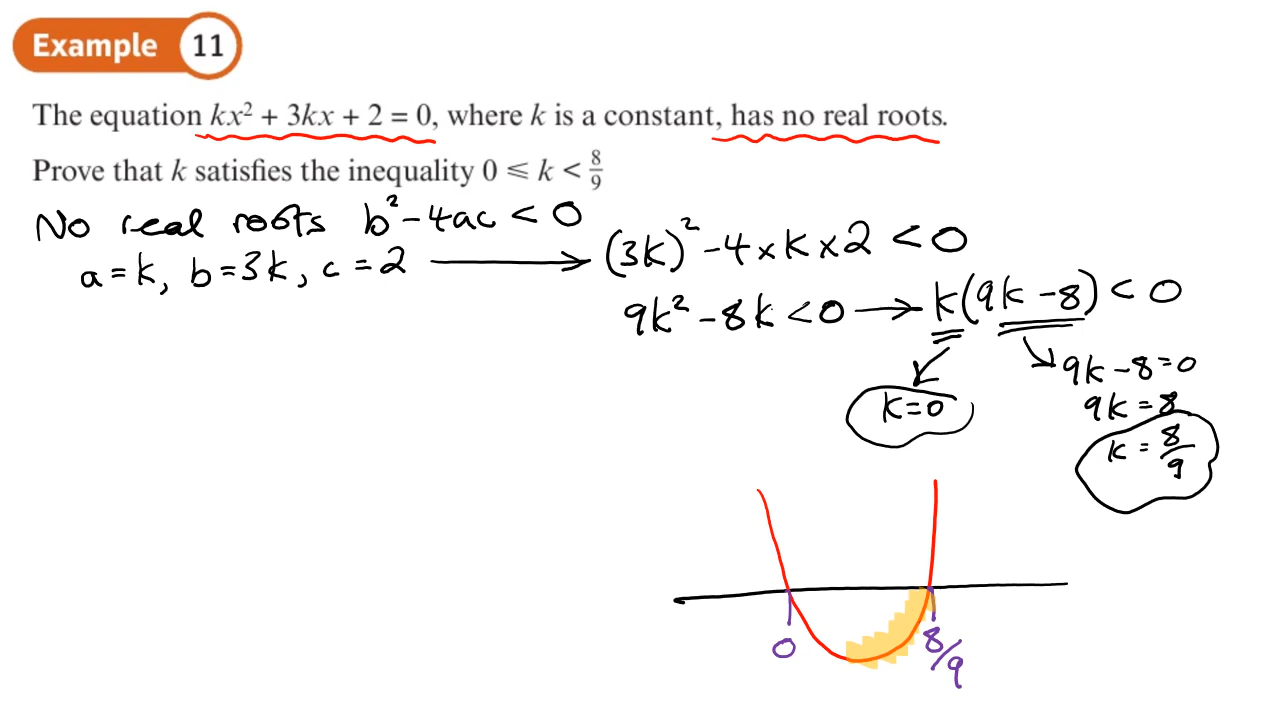 Example 11
The equation kx² + 3kx + 2 = 0, where k is a constant, has no real roots.
Prove that k satisfies the inequality 0 ⩽ k < 8/9
No real roots b² - 4ac < 0
a = k, b = 3k, c = 2 ⟶ (3k)² - 4 × k × 2 < 0
9k² - 8k < 0 → k(9k - 8) < 0
9k - 8 = 0
k = 0
9k = 8
k = 8/9
0
8/9